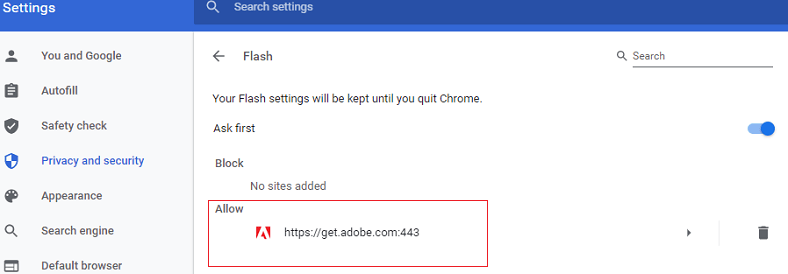 Settings
Search settings
You and Google
Autofill
Safety check
Privacy and security
Appearance
Search engine
Default browser
Flash
Search
Your Flash settings will be kept until you quit Chrome.
Ask first
Block
No sites added
Allow
https://get.adobe.com:443